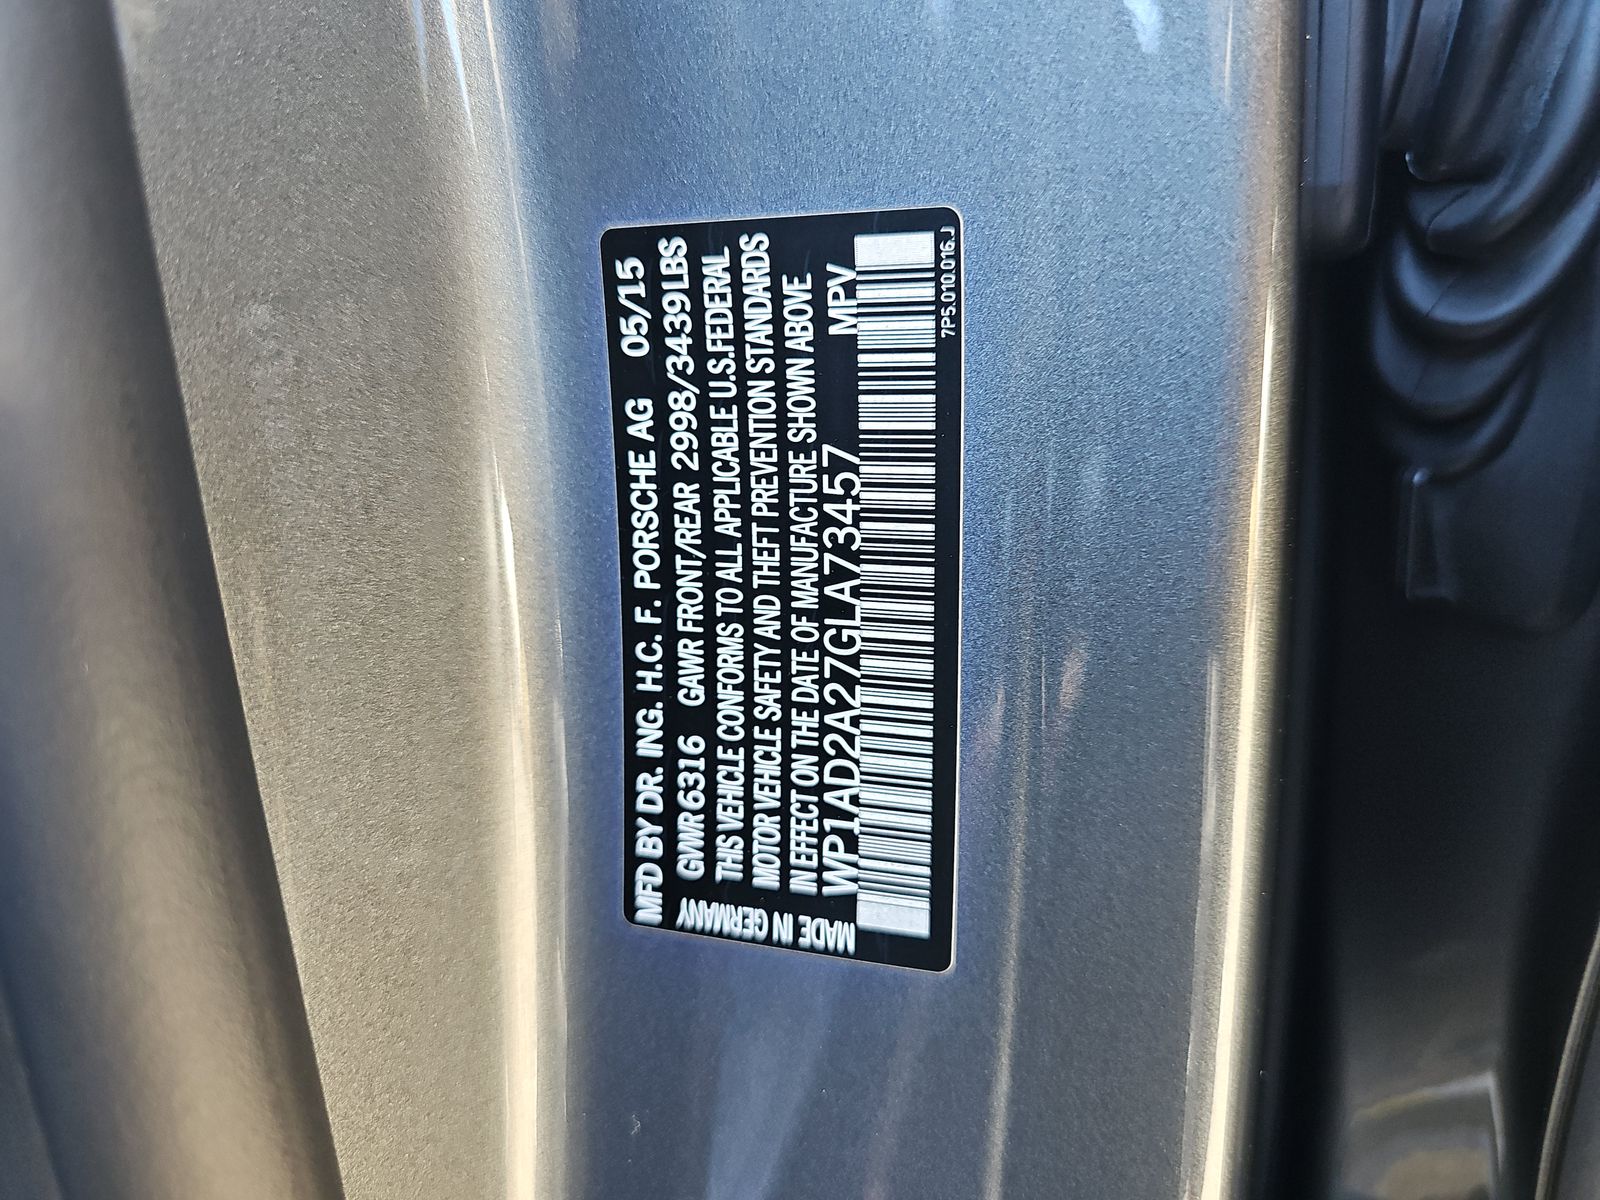 MFD BY DR. ING. H.C. F. PORSCHE AG 05/15
GWWR 6316 GAWR FRONT/REAR 2998/3439LBS
THIS VEHICLE CONFORMS TO ALL APPLICABLE U.S.FEDERAL
MOTOR VEHICLE SAFETY AND THEFT PREVENTION STANDARDS
IN EFFECT ON THE DATE OF MANUFACTURE SHOWN ABOVE
WP1AD2A27GLA73457 MPV
MADE IN GERMANY
7P5.010.016.J